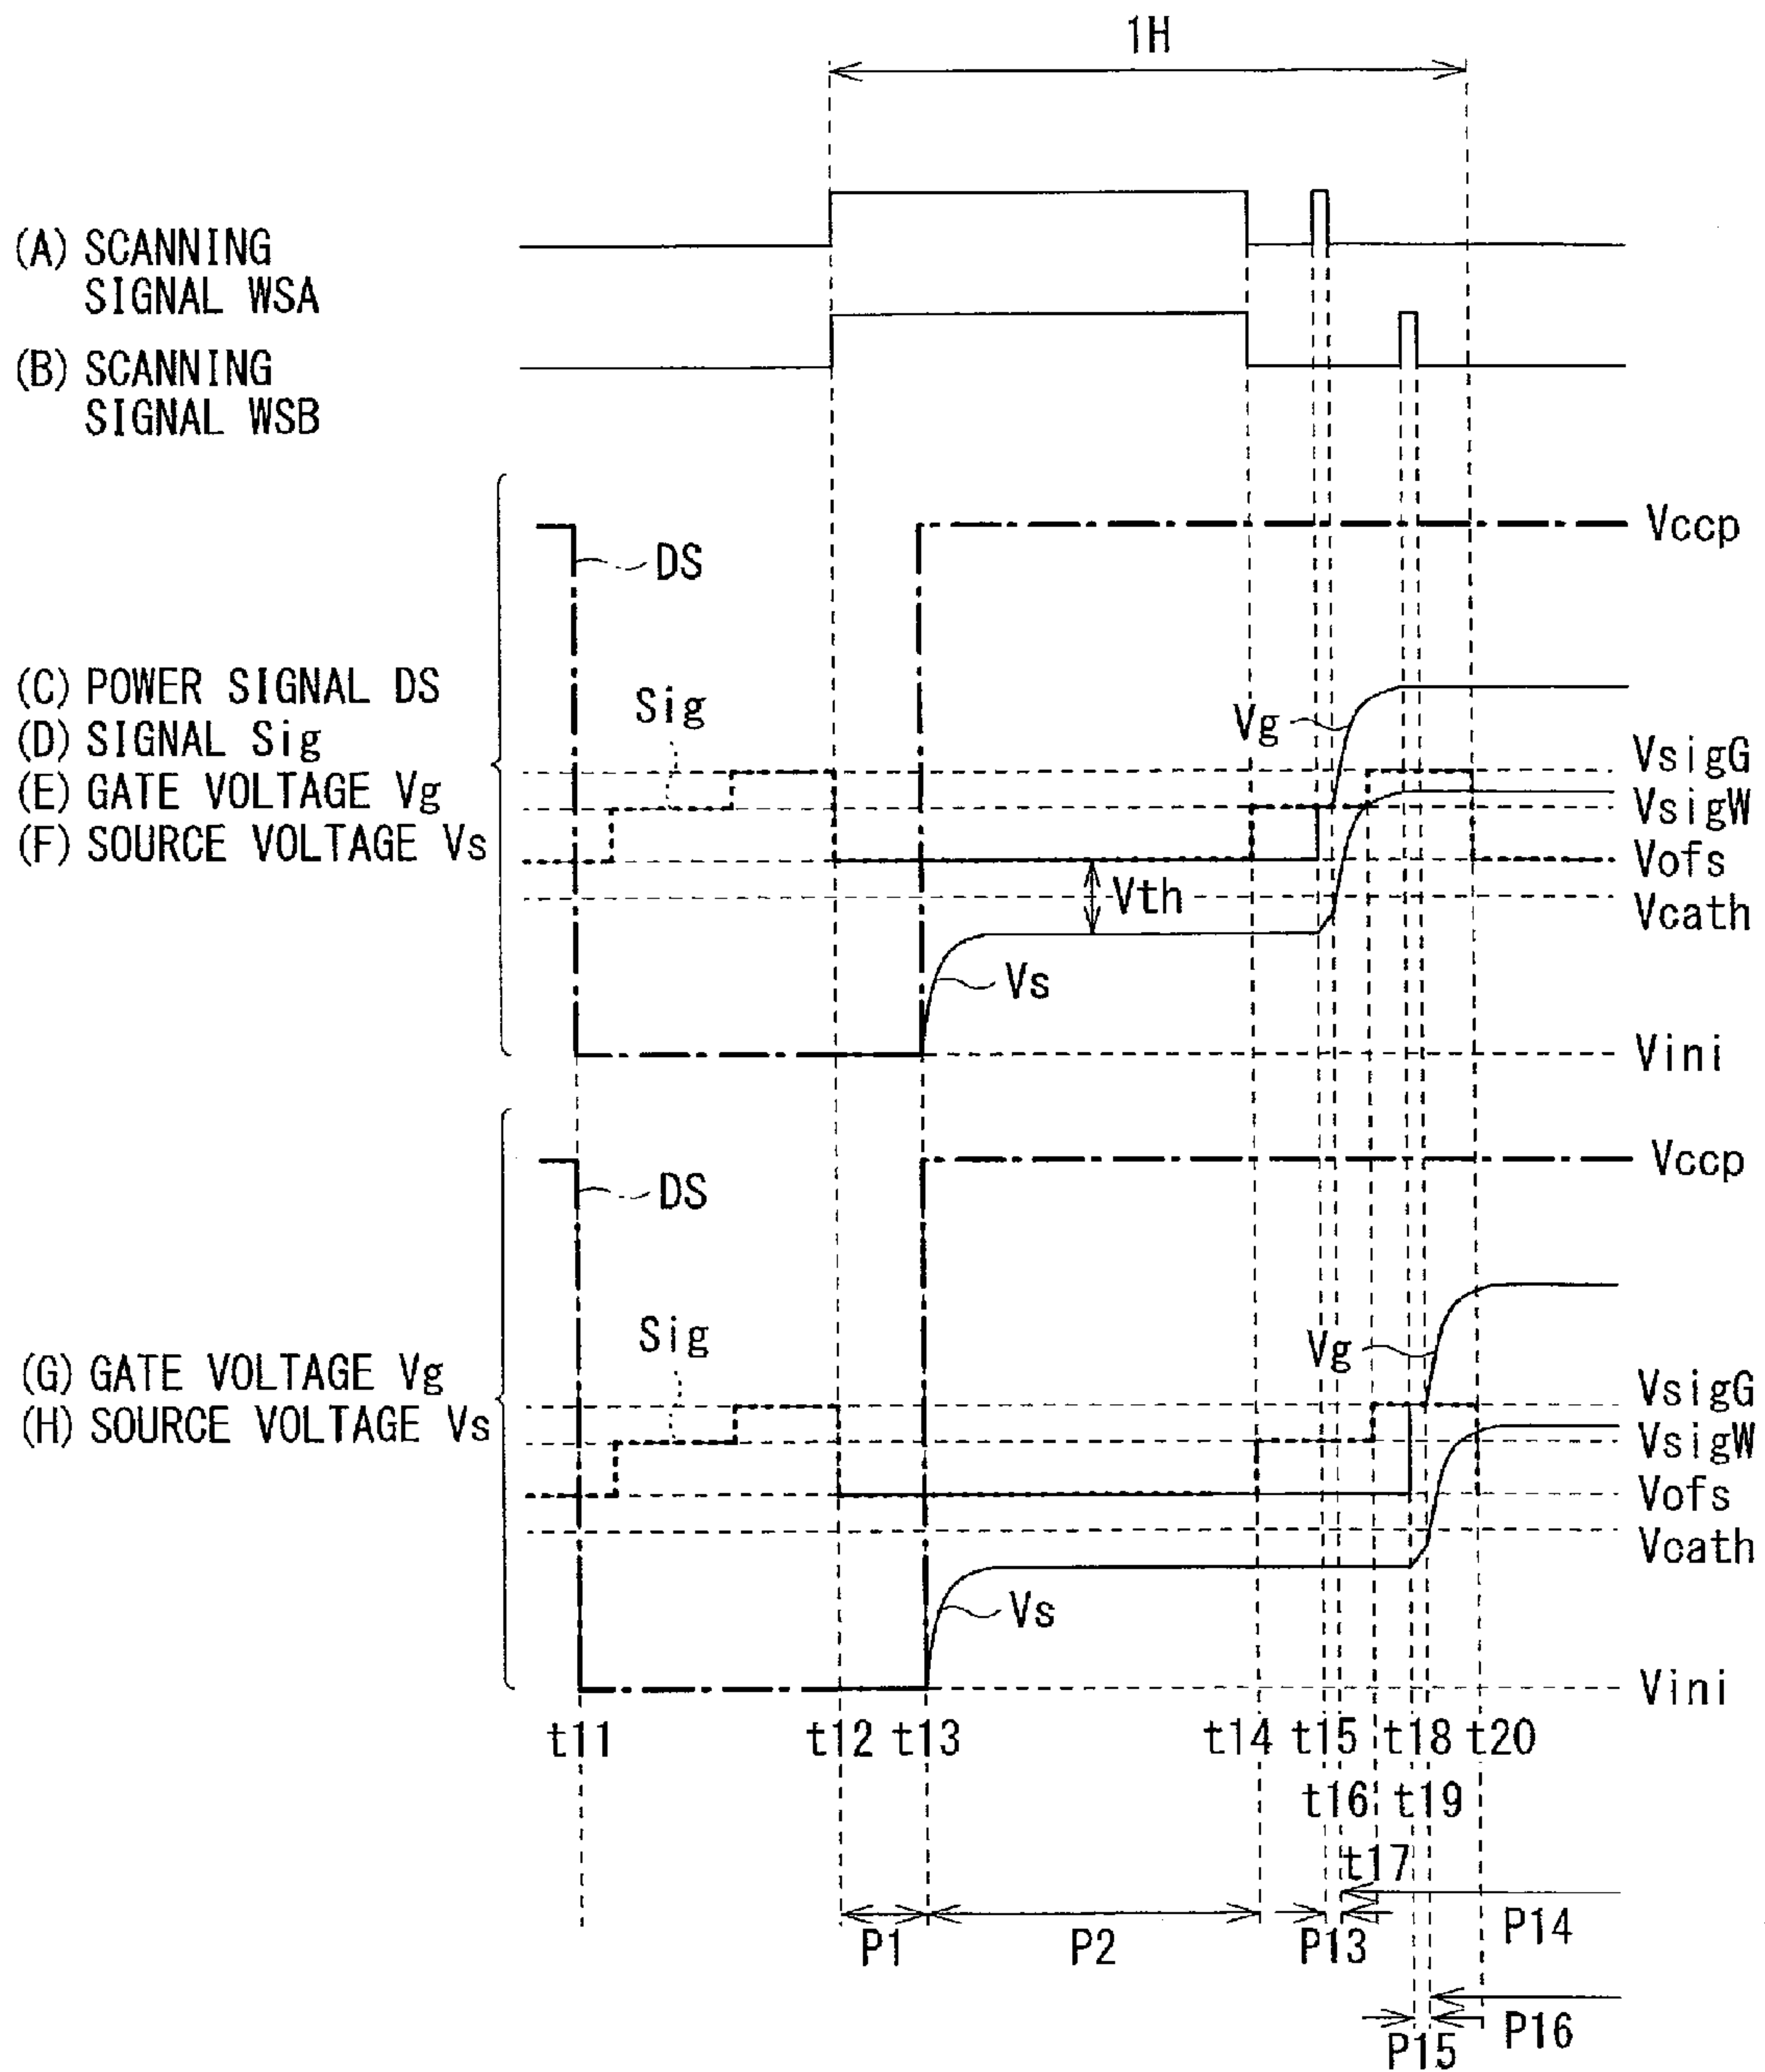 1H
(A) SCANNING
SIGNAL WSA
(B) SCANNING
SIGNAL WSB
Vccp
DS
(C) POWER SIGNAL DS
(D) SIGNAL Sig
(E) GATE VOLTAGE Vg
(F) SOURCE VOLTAGE Vs
Sig
Vg
VsigG
VsigW
Vofs
Vth
Vcath
Vs
Vini
Vccp
DS
Sig
Vg
(G) GATE VOLTAGE Vg
(H) SOURCE VOLTAGE Vs
VsigG
VsigW
Vofs
Vcath
Vs
Vini
t11 t12 t13 t14 t15 t18 t20
t16 t19
t17
P1 P2 P13 P14
P15 P16